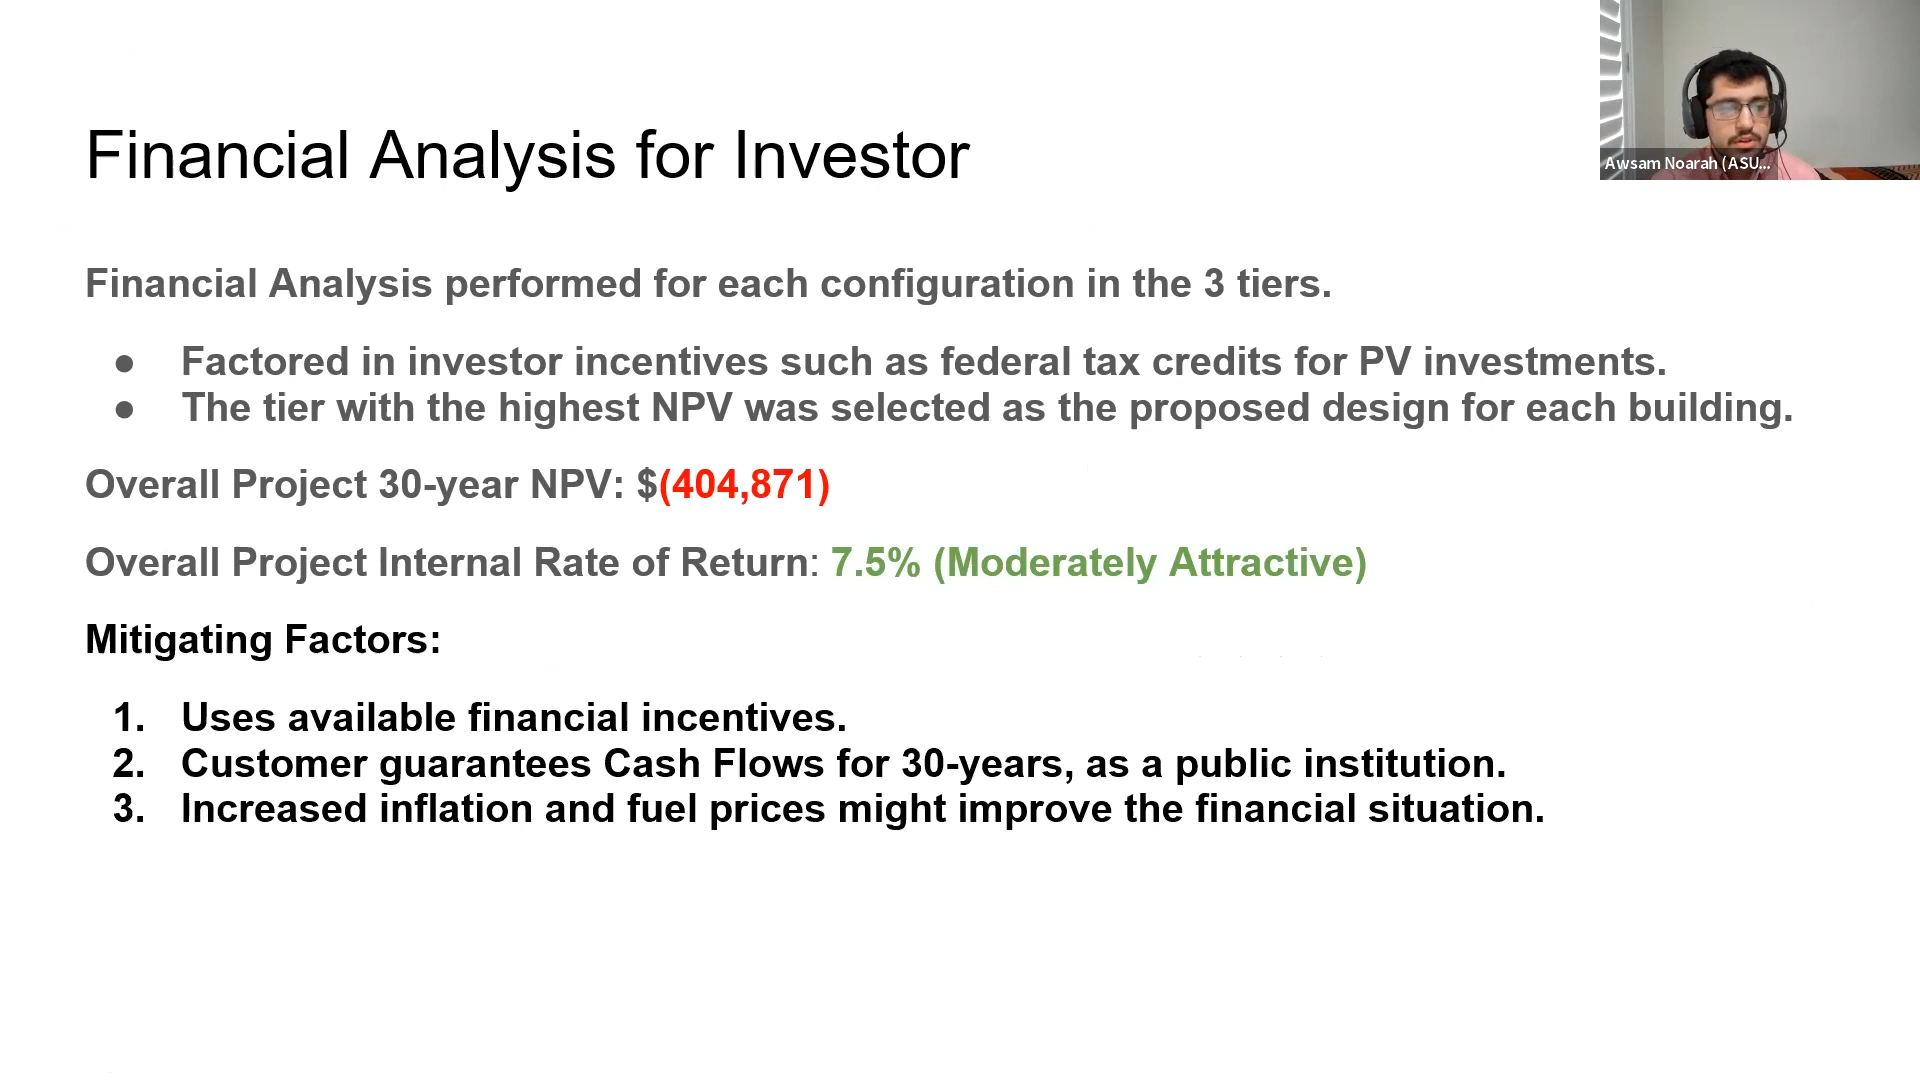 Financial Analysis for Investor
Awsam Noarah (ASU...
Financial Analysis performed for each configuration in the 3 tiers.
● Factored in investor incentives such as federal tax credits for PV investments.
● The tier with the highest NPV was selected as the proposed design for each building.
Overall Project 30-year NPV: $(404,871)
Overall Project Internal Rate of Return: 7.5% (Moderately Attractive)
Mitigating Factors:
1. Uses available financial incentives.
2. Customer guarantees Cash Flows for 30-years, as a public institution.
3. Increased inflation and fuel prices might improve the financial situation.